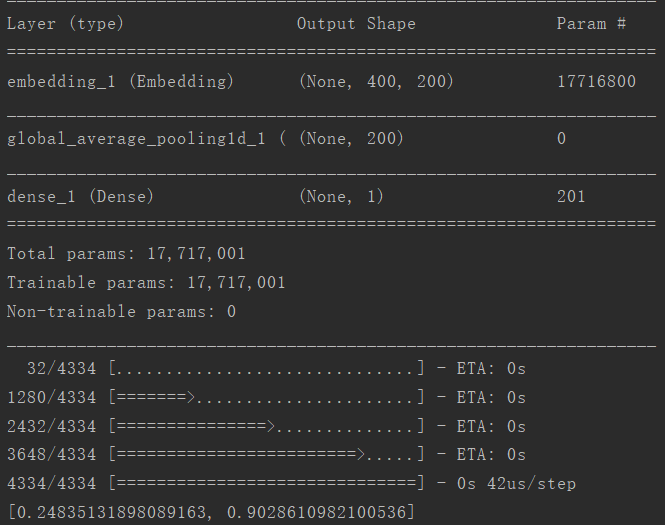 Layer (type)                 Output Shape              Param #
=================================================================
embedding_1 (Embedding)      (None, 400, 200)          17716800
_________________________________________________________________
global_average_pooling1d_1 ( (None, 200)               0
_________________________________________________________________
dense_1 (Dense)              (None, 1)                 201
=================================================================
Total params: 17,717,001
Trainable params: 17,717,001
Non-trainable params: 0
_________________________________________________________________
  32/4334 [..............................] - ETA: 0s
1280/4334 [=======>......................] - ETA: 0s
2432/4334 [===============>..............] - ETA: 0s
3648/4334 [========================>.....] - ETA: 0s
4334/4334 [==============================] - 0s 42us/step
[0.24835131898089163, 0.9028610982100536]